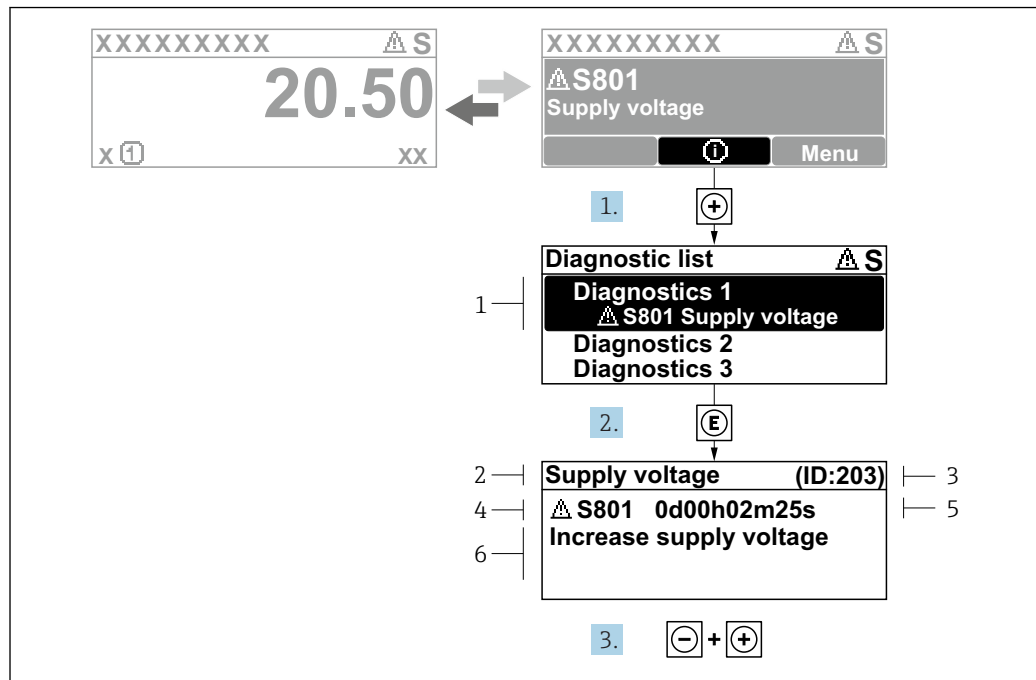 XXXXXXXXX ⚠ S
20.50
X ① XX
XXXXXXXXX ⚠ S
⚠ S801
Supply voltage
ⓘ Menu
1. +
Diagnostic list ⚠ S
1
Diagnostics 1
⚠ S801 Supply voltage
Diagnostics 2
Diagnostics 3
2. E
2 Supply voltage (ID:203) 3
4 ⚠ S801 0d00h02m25s 5
6 Increase supply voltage
3. − + +